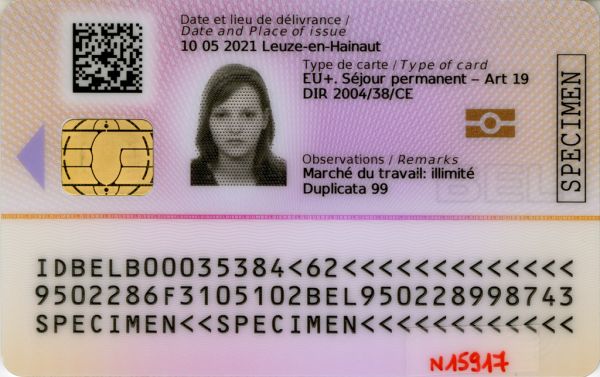 Date et lieu de délivrance /
Date and Place of issue
10 05 2021 Leuze-en-Hainaut
Type de carte / Type of card
EU+. Séjour permanent – Art 19
DIR 2004/38/CE
SPECIMEN
Observations / Remarks
Marché du travail: illimité
Duplicata 99
IDBELB00035384<62<<<<<<<<<<<<<
9502286F3105102BEL950228998743
SPECIMEN<<SPECIMEN<<<<<<<<<<<<
N15917